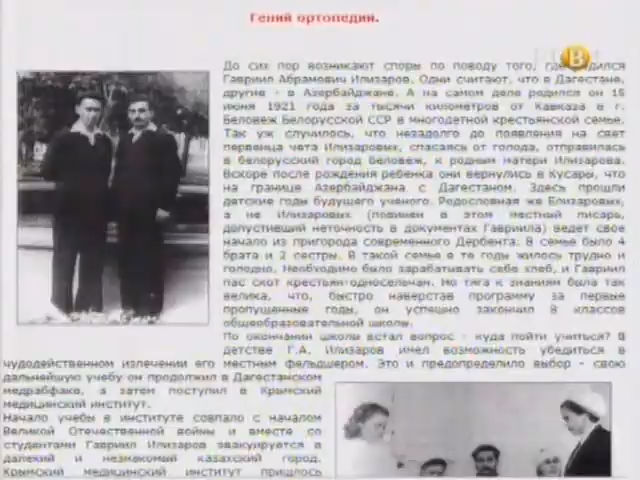 Гений ортопедии.
До сих пор возникают споры по поводу того, где родился
Гавриил Абрамович Илизаров. Одни считают, что в Дагестане,
другие - в Азербайджане. А на самом деле родился он 15
июня 1921 года за тысячи километров от Кавказа в г.
Беловеж Белорусской ССР в многодетной крестьянской семье.
Так уж случилось, что незадолго до появления на свет
первенца чета Илизаровых, спасаясь от голода, отправилась
в белорусский город Беловеж, к родным матери Илизарова.
Вскоре после рождения ребенка они вернулись в Кусары, что
на границе Азербайджана с Дагестаном. Здесь прошли
детские годы будущего ученого. Родословная же Елизаровых,
а не Илизаровых (повинен в этом местный писарь,
допустивший неточность в документах Гавриила) ведет свое
начало из пригорода современного Дербента. В семье было 4
брата и 2 сестры. В такой семье в те годы жилось трудно и
голодно. Необходимо было зарабатывать себе хлеб, и Гавриил
пас скот крестьян-односельчан. Но тяга к знаниям была так
велика, что, быстро наверстав программу за первые
пропущенные годы, он успешно закончил 8 классов
общеобразовательной школы.
По окончании школы встал вопрос - куда пойти учиться? В
детстве Г.А. Илизаров имел возможность убедиться в
чудодейственном излечении его местным фельдшером. Это и предопределило выбор - свою
дальнейшую учебу он продолжил в Дагестанском
медрабфаке, а затем поступил в Крымский
медицинский институт.
Начало учебы в институте совпало с началом
Великой Отечественной войны и вместе со
студентами Гавриил Илизаров эвакуируется в
далекий и незнакомый казахский город.
Крымский медицинский институт пришлось